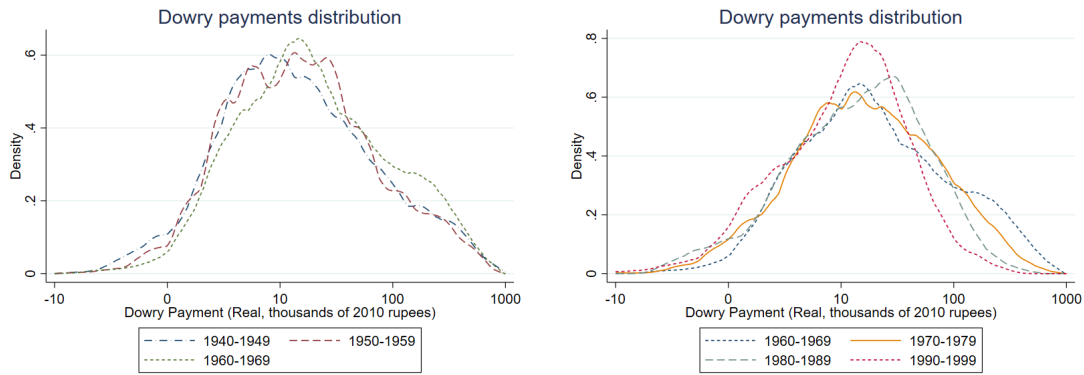 Dowry payments distribution
Density
0 .2 .4 .6
-10 0 10 100 1000
Dowry Payment (Real, thousands of 2010 rupees)
1940-1949 1950-1959
1960-1969
Dowry payments distribution
Density
0 .2 .4 .6 .8
-10 0 10 100 1000
Dowry Payment (Real, thousands of 2010 rupees)
1960-1969 1970-1979
1980-1989 1990-1999